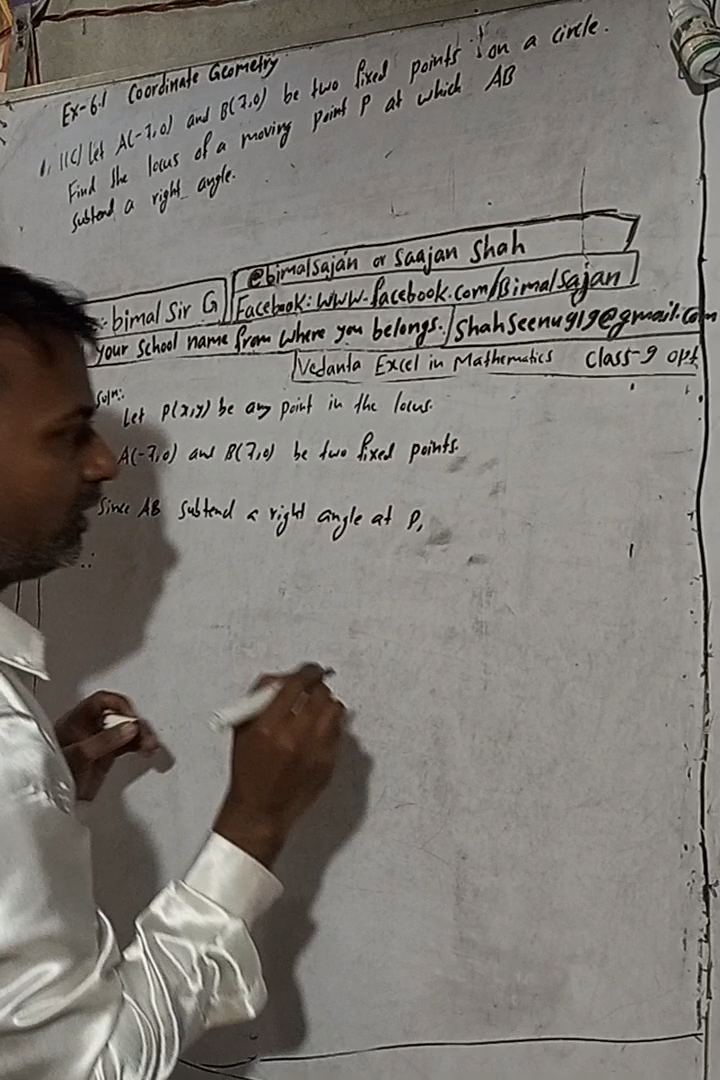 Ex-6.1 Coordinate Geometry
1. 11(c) let A(-7,0) and B(7,0) be two fixed points on a circle.
Find the locus of a moving point P at which AB
subtend a right angle.
@bimalsajan or Saajan Shah
:- bimal Sir G
Facebook: www.facebook.com/Bimalsajan
your School name from where you belongs. shahseenu919@gmail.com
Vedanta Excel in Mathematics Class-9 opt
Soln:
Let P(x,y) be any point in the locus.
A(-7,0) and B(7,0) be two fixed points.
Since AB Subtend a right angle at P,
∴